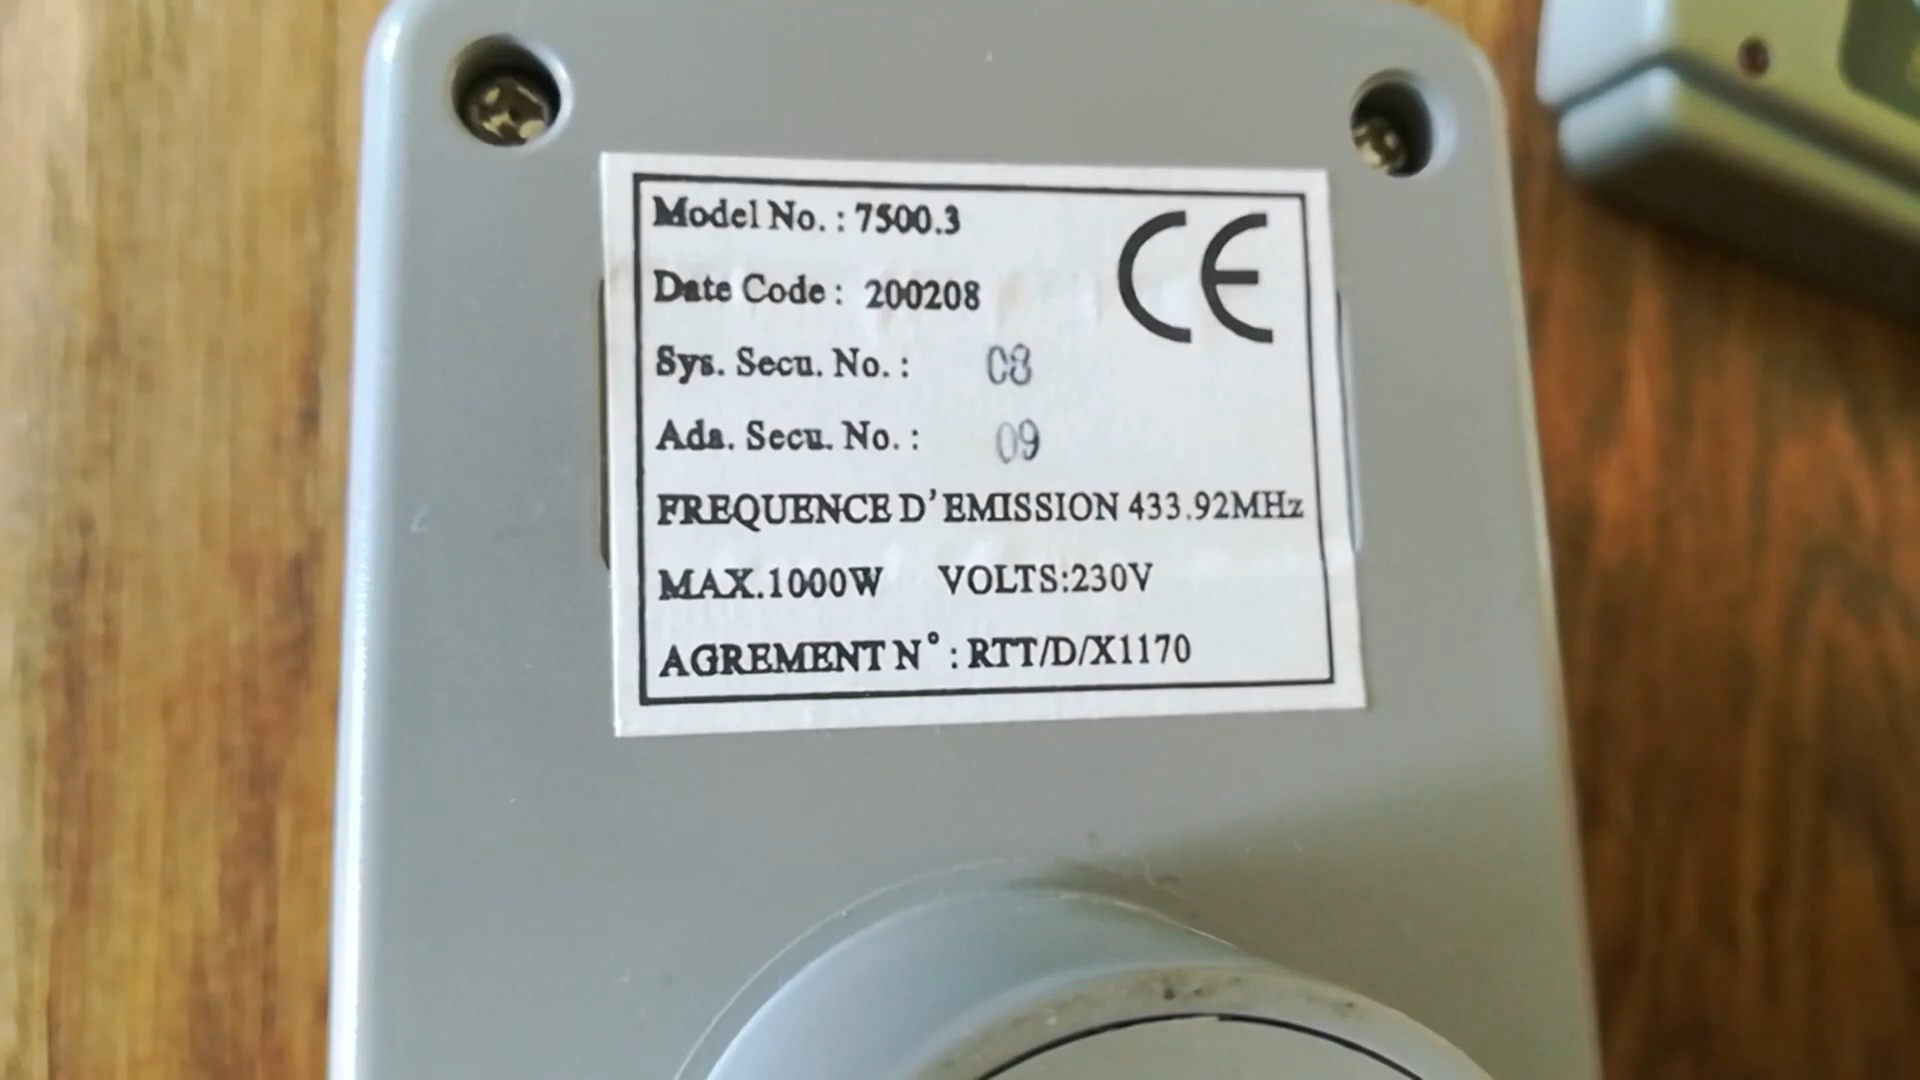 Model No. : 7500.3
CE
Date Code : 200208
Sys. Secu. No. : 08
Ada. Secu. No. : 09
FREQUENCE D'EMISSION 433.92MHz
MAX.1000W VOLTS:230V
AGREMENT N° : RTT/D/X1170